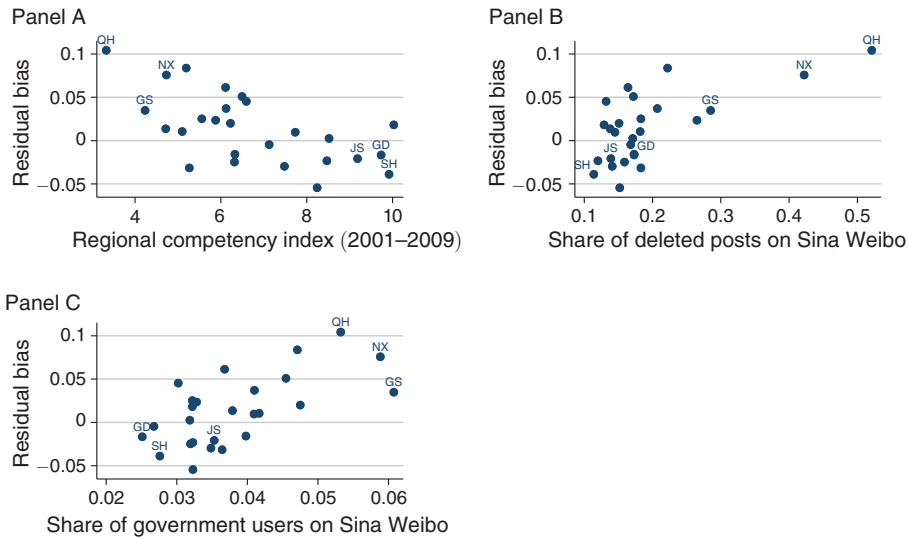 Panel A
Residual bias
0.1
0.05
0
−0.05
QH
NX
GS
JS
GD
SH
4
6
8
10
Regional competency index (2001–2009)
Panel B
Residual bias
0.1
0.05
0
−0.05
QH
NX
GS
JS
GD
SH
0.1
0.2
0.3
0.4
0.5
Share of deleted posts on Sina Weibo
Panel C
Residual bias
0.1
0.05
0
−0.05
QH
NX
GS
GD
JS
SH
0.02
0.03
0.04
0.05
0.06
Share of government users on Sina Weibo